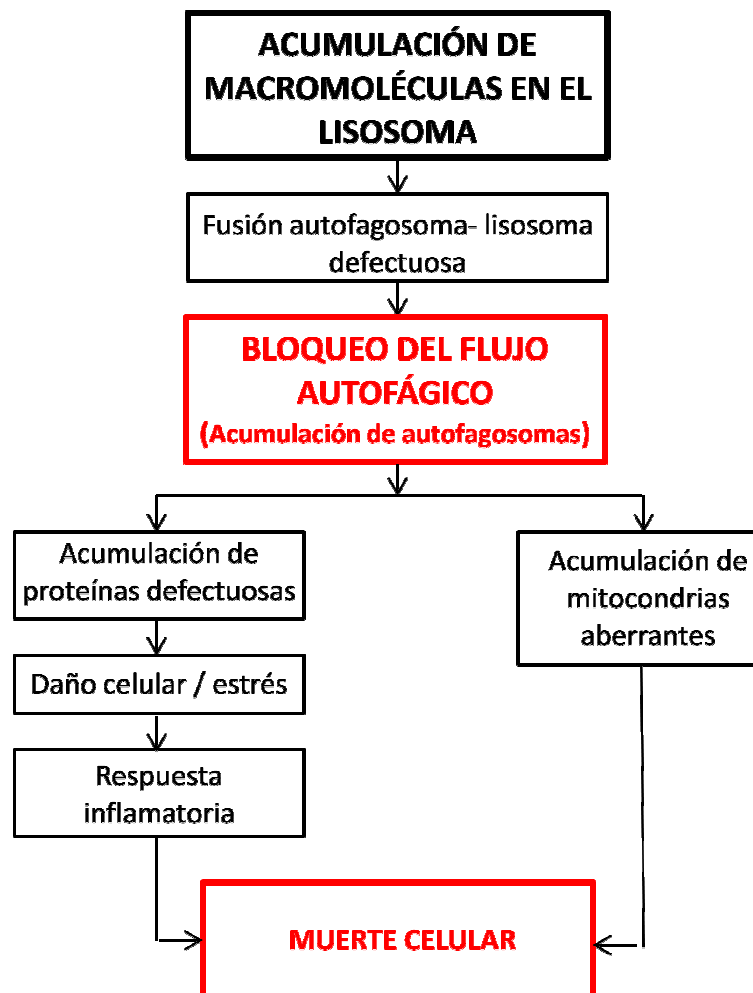 ACUMULACIÓN DE
MACROMOLÉCULAS EN EL
LISOSOMA
Fusión autofagosoma- lisosoma
defectuosa
BLOQUEO DEL FLUJO
AUTOFÁGICO
(Acumulación de autofagosomas)
Acumulación de
proteínas defectuosas
Daño celular / estrés
Respuesta
inflamatoria
Acumulación de
mitocondrias
aberrantes
MUERTE CELULAR